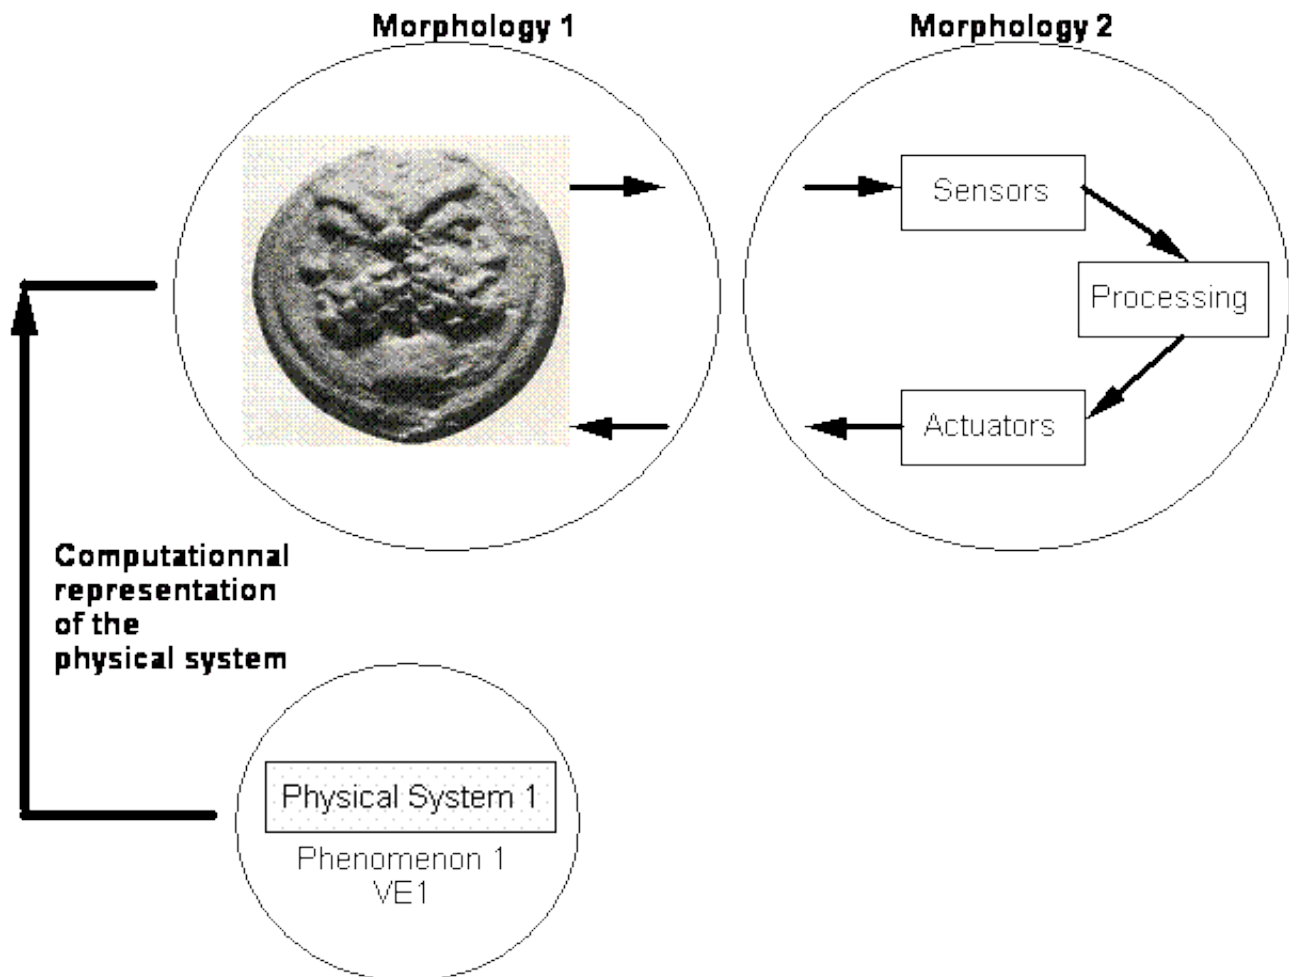 Morphology 1
Morphology 2
Sensors
Processing
Actuators
Computationnal
representation
of the
physical system
Physical System 1
Phenomenon 1
VE1